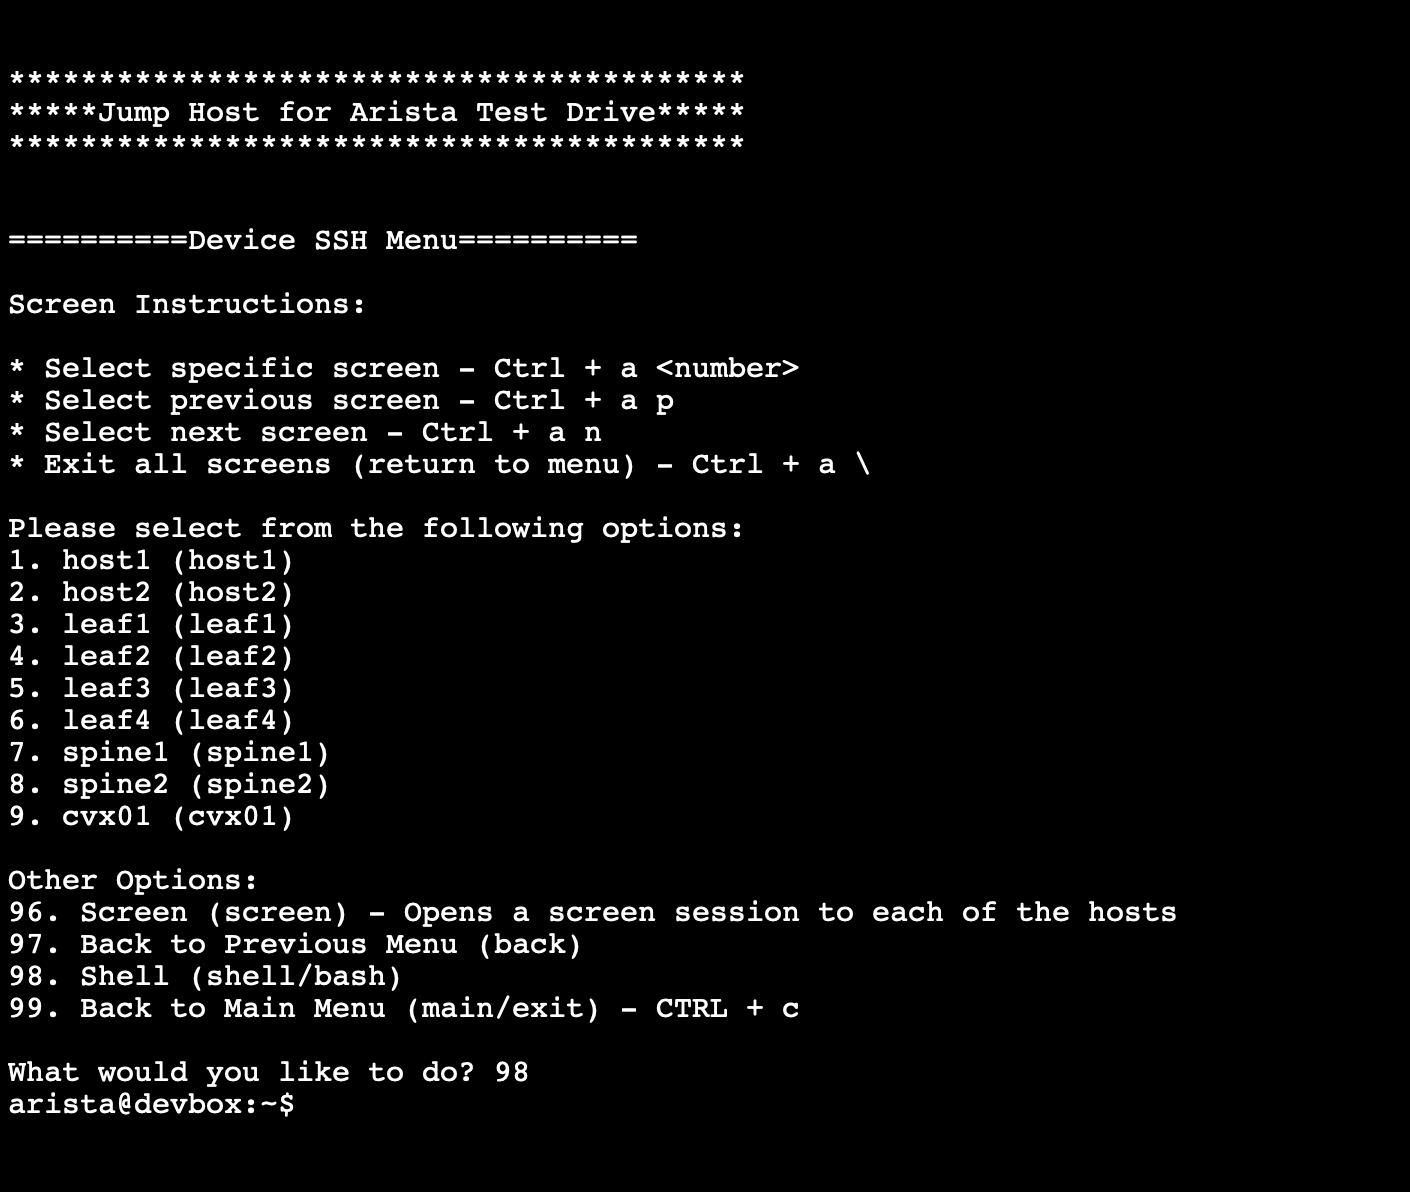 *****************************************
*****Jump Host for Arista Test Drive*****
*****************************************
==========Device SSH Menu==========
Screen Instructions:
* Select specific screen - Ctrl + a <number>
* Select previous screen - Ctrl + a p
* Select next screen - Ctrl + a n
* Exit all screens (return to menu) - Ctrl + a \
Please select from the following options:
1. host1 (host1)
2. host2 (host2)
3. leaf1 (leaf1)
4. leaf2 (leaf2)
5. leaf3 (leaf3)
6. leaf4 (leaf4)
7. spine1 (spine1)
8. spine2 (spine2)
9. cvx01 (cvx01)
Other Options:
96. Screen (screen) - Opens a screen session to each of the hosts
97. Back to Previous Menu (back)
98. Shell (shell/bash)
99. Back to Main Menu (main/exit) - CTRL + c
What would you like to do? 98
arista@devbox:~$